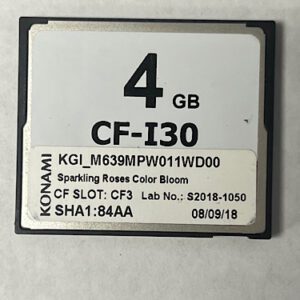 4 GB
CF-I30
KONAMI
KGI_M639MPW011WD00
Sparkling Roses Color Bloom
CF SLOT: CF3 Lab No.: S2018-1050
SHA1:84AA 08/09/18